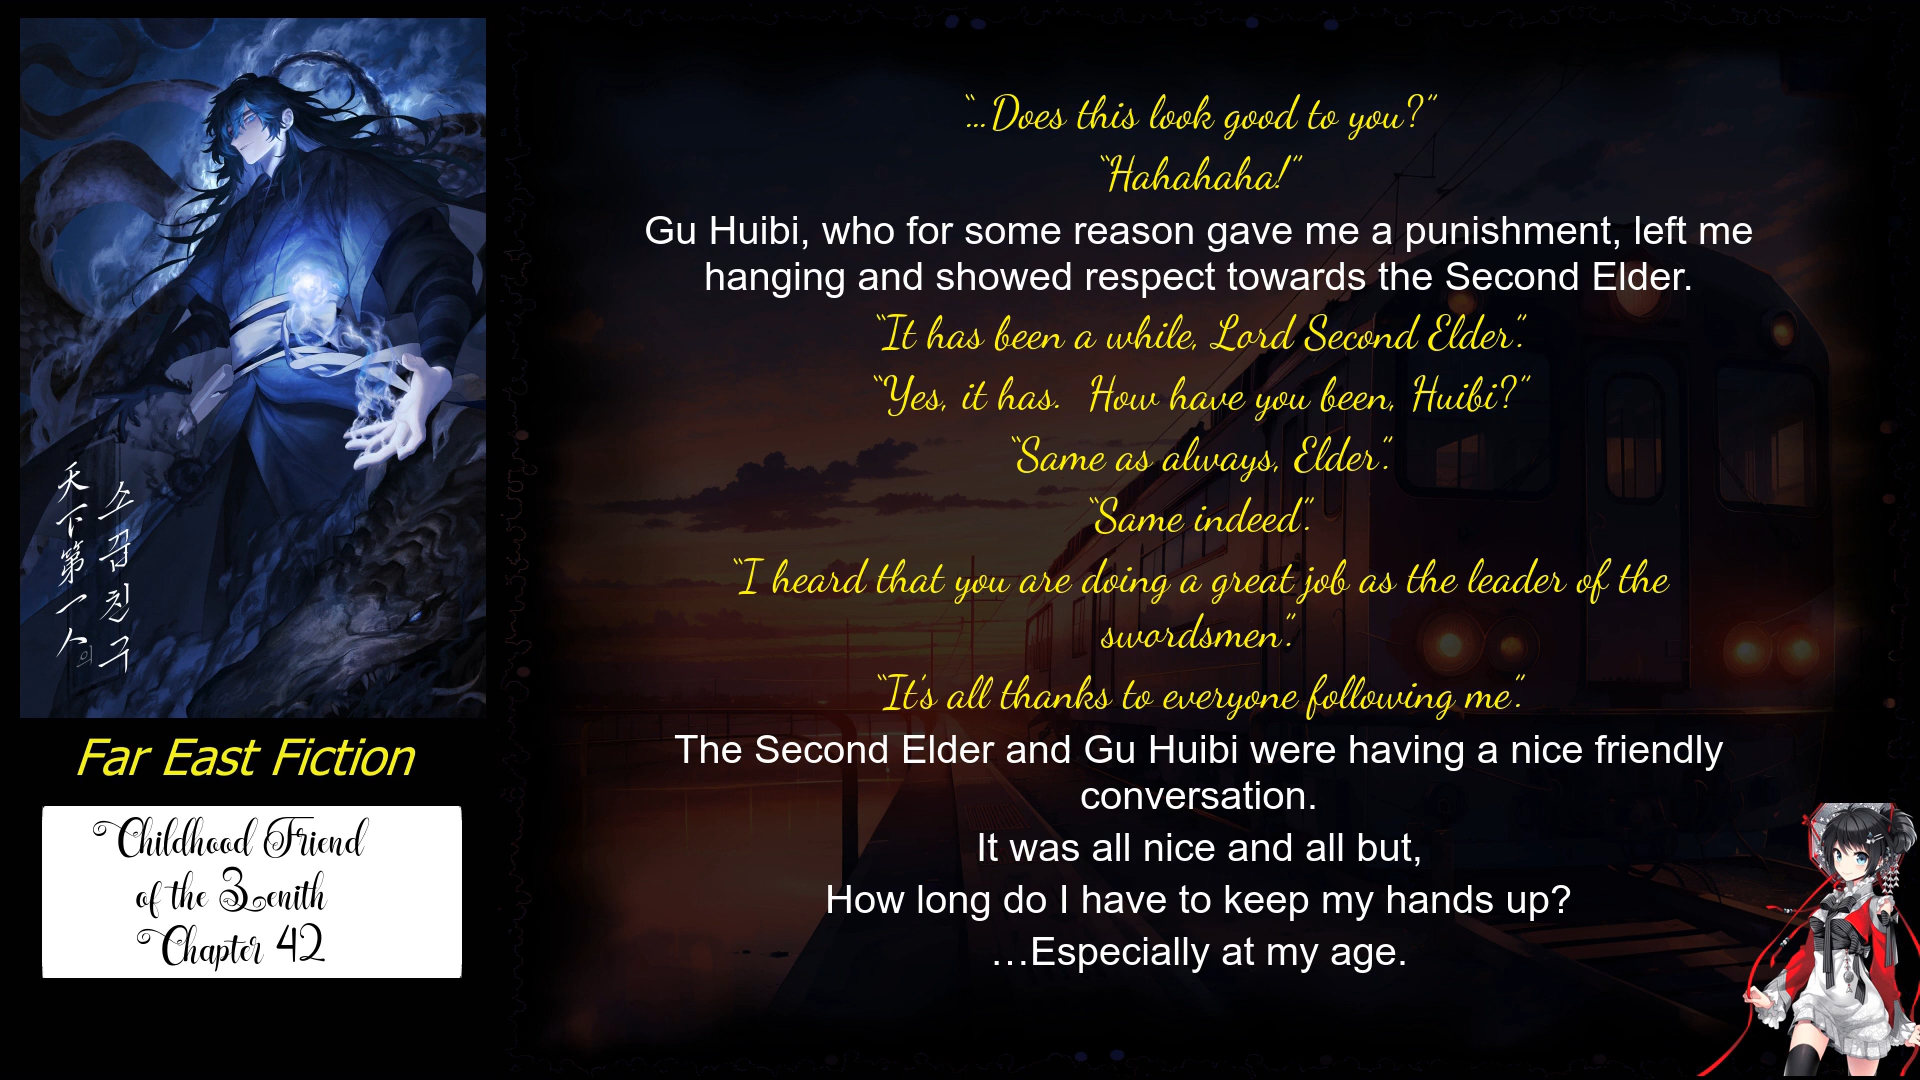 “...Does this look good to you?”
“Hahahaha!”
Gu Huibi, who for some reason gave me a punishment, left me
hanging and showed respect towards the Second Elder.
“It has been a while, Lord Second Elder”.
“Yes, it has.  How have you been, Huibi?”
“Same as always, Elder”.
“Same indeed”.
“I heard that you are doing a great job as the leader of the
swordsmen”.
“It's all thanks to everyone following me”.
The Second Elder and Gu Huibi were having a nice friendly
conversation.
It was all nice and all but,
How long do I have to keep my hands up?
…Especially at my age.
天下第一人의
소꿉친구
Far East Fiction
Childhood Friend
of the Zenith
Chapter 42